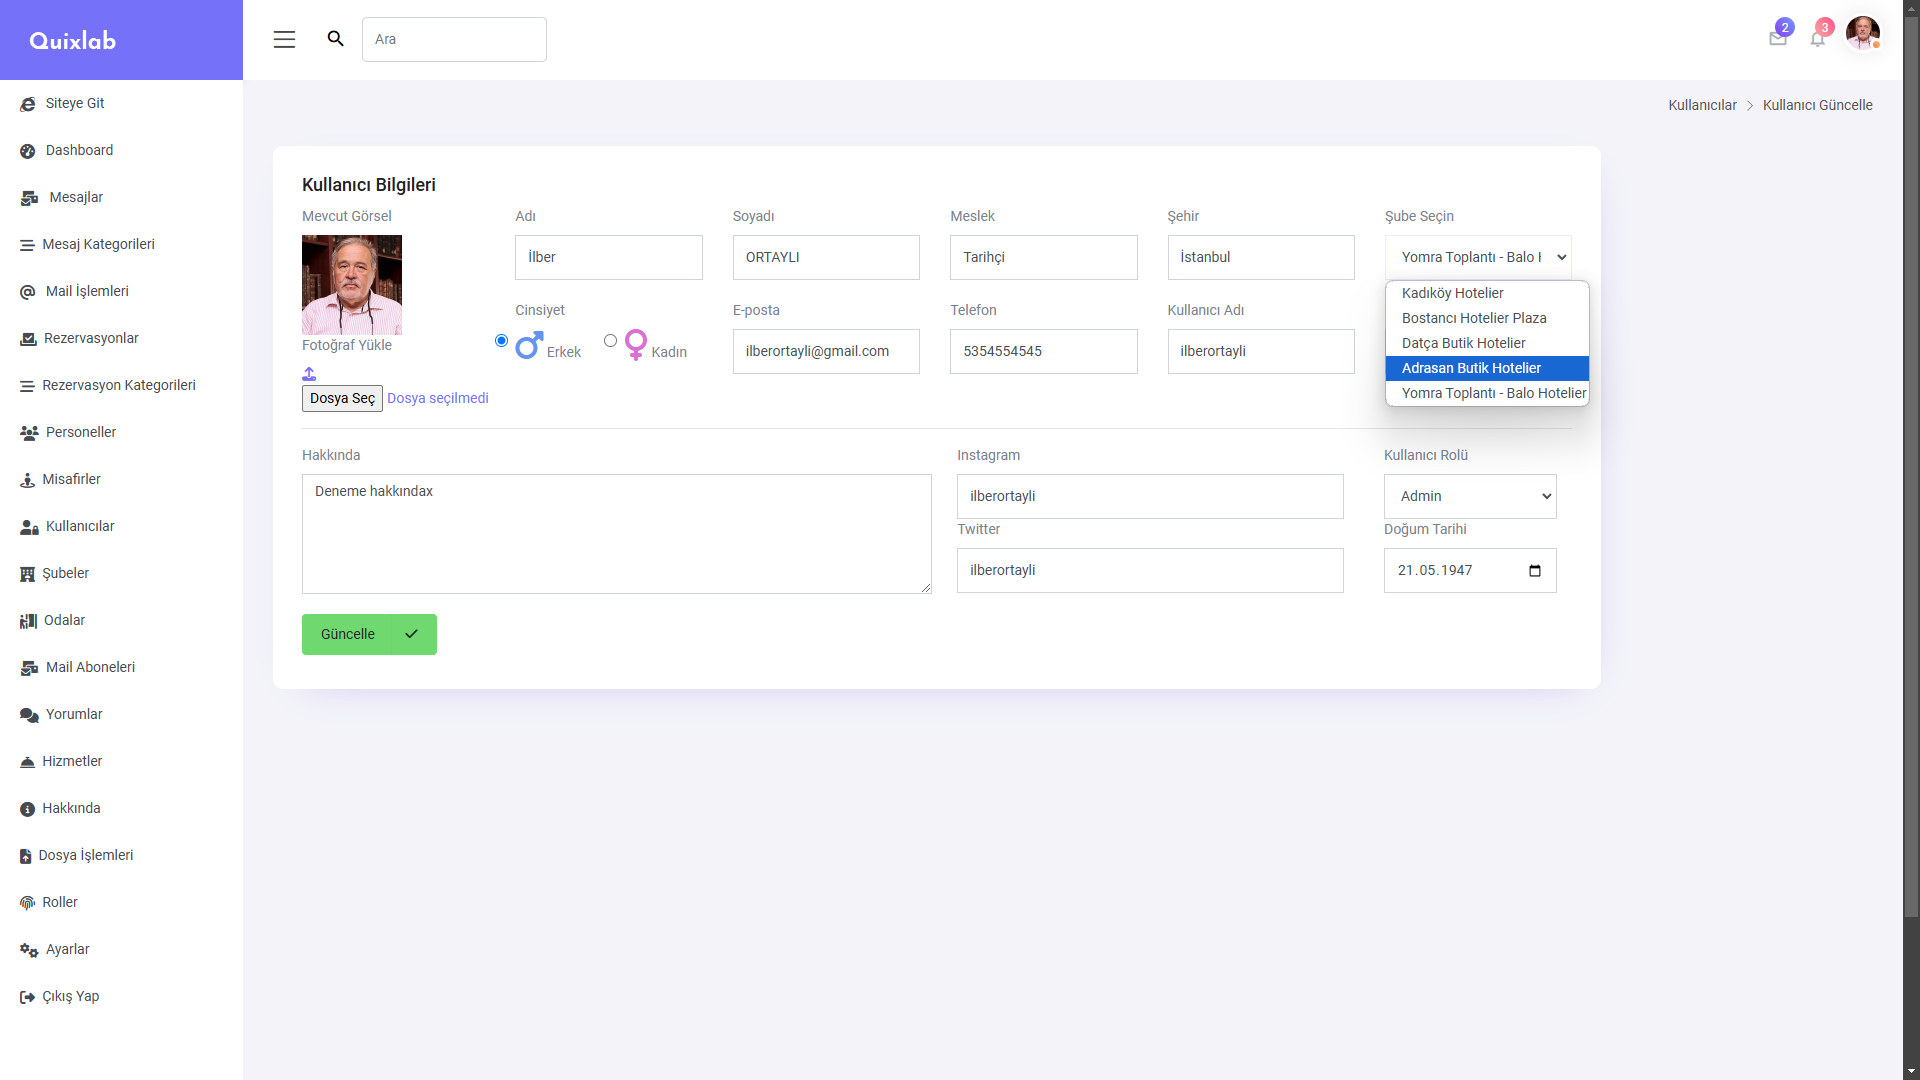 Quixlab
Ara
2
3
Siteye Git
Dashboard
Mesajlar
Mesaj Kategorileri
Mail İşlemleri
Rezervasyonlar
Rezervasyon Kategorileri
Personeller
Misafirler
Kullanıcılar
Şubeler
Odalar
Mail Aboneleri
Yorumlar
Hizmetler
Hakkında
Dosya İşlemleri
Roller
Ayarlar
Çıkış Yap
Kullanıcılar > Kullanıcı Güncelle
Kullanıcı Bilgileri
Mevcut Görsel
Fotoğraf Yükle
Dosya Seç Dosya seçilmedi
Adı
İlber
Soyadı
ORTAYLI
Meslek
Tarihçi
Şehir
İstanbul
Şube Seçin
Yomra Toplantı - Balo H
Kadıköy Hotelier
Bostancı Hotelier Plaza
Datça Butik Hotelier
Adrasan Butik Hotelier
Yomra Toplantı - Balo Hotelier
Cinsiyet
Erkek
Kadın
E-posta
ilberortayli@gmail.com
Telefon
5354554545
Kullanıcı Adı
ilberortayli
Hakkında
Deneme hakkındax
Instagram
ilberortayli
Twitter
ilberortayli
Kullanıcı Rolü
Admin
Doğum Tarihi
21.05.1947
Güncelle